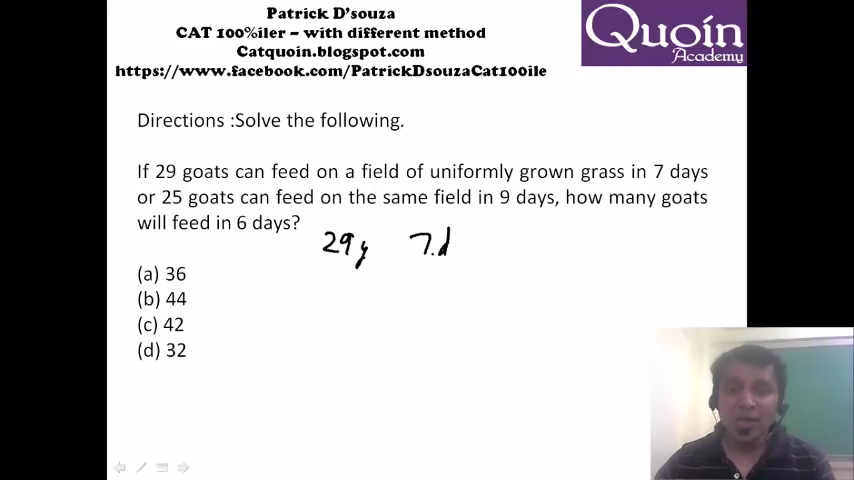 Patrick D'souza
CAT 100%iler – with different method
Catquoin.blogspot.com
https://www.facebook.com/PatrickDsouzaCat100ile
Quoin
Academy
Directions :Solve the following.
If 29 goats can feed on a field of uniformly grown grass in 7 days
or 25 goats can feed on the same field in 9 days, how many goats
will feed in 6 days?
29g 7.d
(a) 36
(b) 44
(c) 42
(d) 32